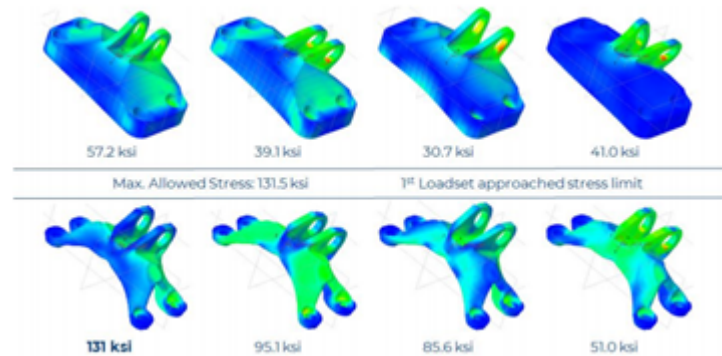 57.2 ksi 39.1 ksi 30.7 ksi 41.0 ksi
Max. Allowed Stress: 131.5 ksi 1st Loadset approached stress limit
131 ksi 95.1 ksi 85.6 ksi 51.0 ksi